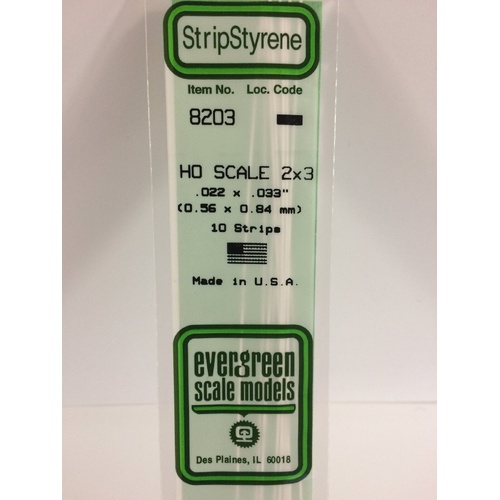 StripStyrene
Item No. Loc. Code
8203
HO SCALE 2x3
.022 x .033"
(0.56 x 0.84 mm)
10 Strips
Made in U.S.A.
evergreen
scale models
Des Plaines, IL 60018